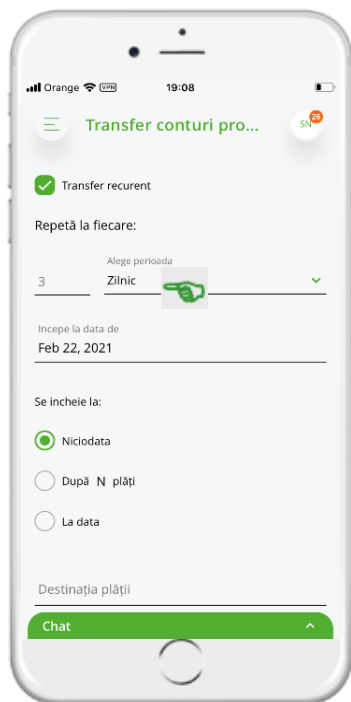 Orange VPN 19:08
Transfer conturi pro... SN 26
Transfer recurent
Repetă la fiecare:
Alege perioada
3 Zilnic
Incepe la data de
Feb 22, 2021
Se incheie la:
Niciodata
După N plăți
La data
Destinația plății
Chat